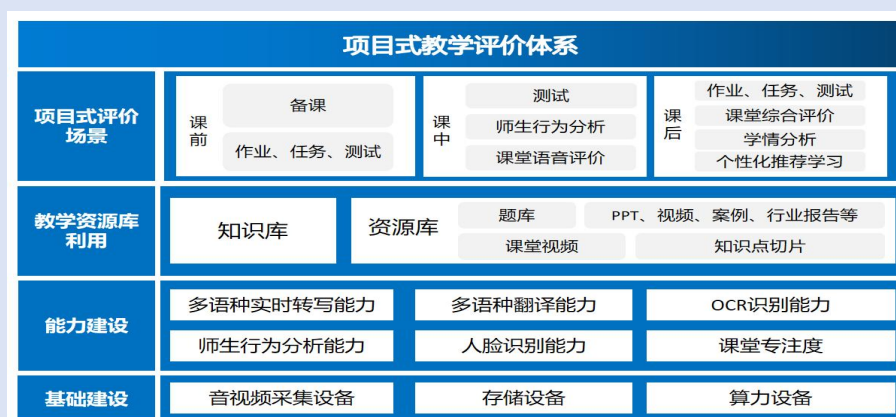 项目式教学评价体系
项目式评价
场景
课前
备课
作业、任务、测试
课中
测试
师生行为分析
课堂语音评价
课后
作业、任务、测试
课堂综合评价
学情分析
个性化推荐学习
教学资源库
利用
知识库
资源库
题库
PPT、视频、案例、行业报告等
课堂视频
知识点切片
能力建设
多语种实时转写能力
多语种翻译能力
OCR识别能力
师生行为分析能力
人脸识别能力
课堂专注度
基础建设
音视频采集设备
存储设备
算力设备